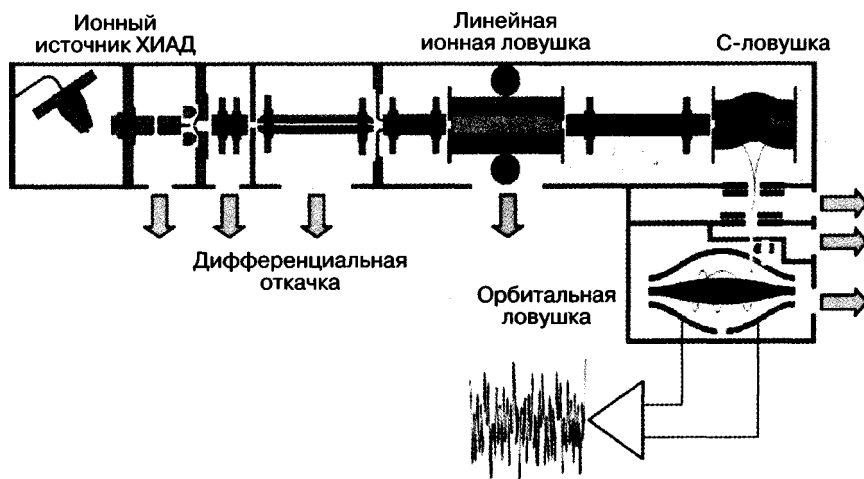 Ионный
источник ХИАД
Линейная
ионная ловушка
С-ловушка
Дифференциальная
откачка
Орбитальная
ловушка